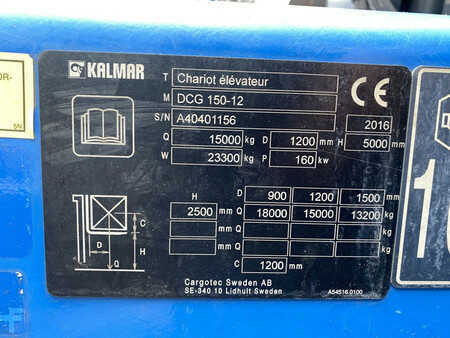 KALMAR
T Chariot élévateur
M DCG 150-12
CE
S/N A40401156 2016
Q 15000 kg D 1200 mm H 5000 mm
W 23300 kg P 160 kw
H D 900 1200 1500 mm
2500 mm Q 18000 15000 13200 kg
mm Q kg
mm Q kg
C 1200 mm
C
D H
Q
Cargotec Sweden AB
SE-340 10 Lidhult Sweden
A54516.0100